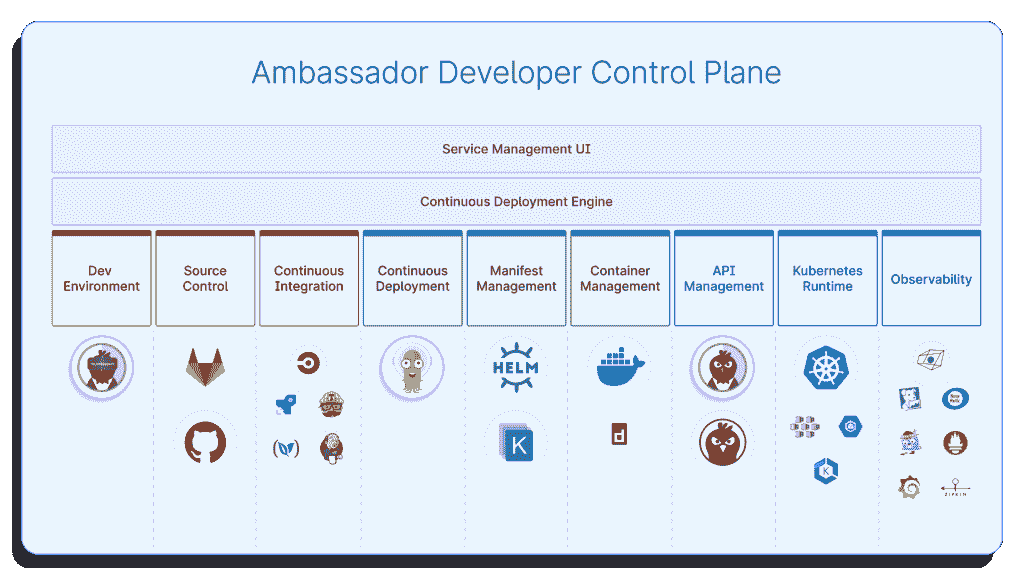 Ambassador Developer Control Plane
Service Management UI
Continuous Deployment Engine
Dev
Environment
Source
Control
Continuous
Integration
Continuous
Deployment
Manifest
Management
Container
Management
API
Management
Kubernetes
Runtime
Observability
HELM
K
d
K
ZIPKIN